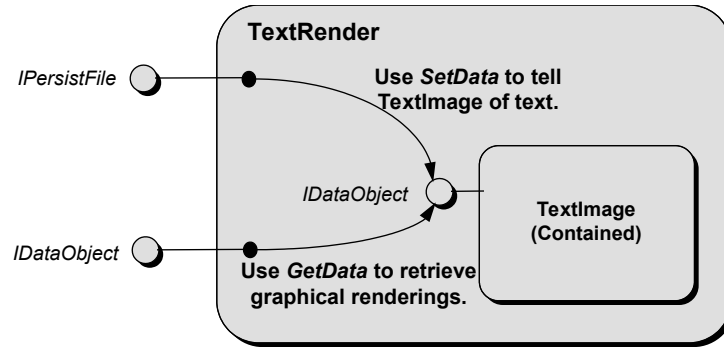 TextRender
IPersistFile
Use SetData to tell
TextImage of text.
IDataObject
TextImage
(Contained)
IDataObject
Use GetData to retrieve
graphical renderings.